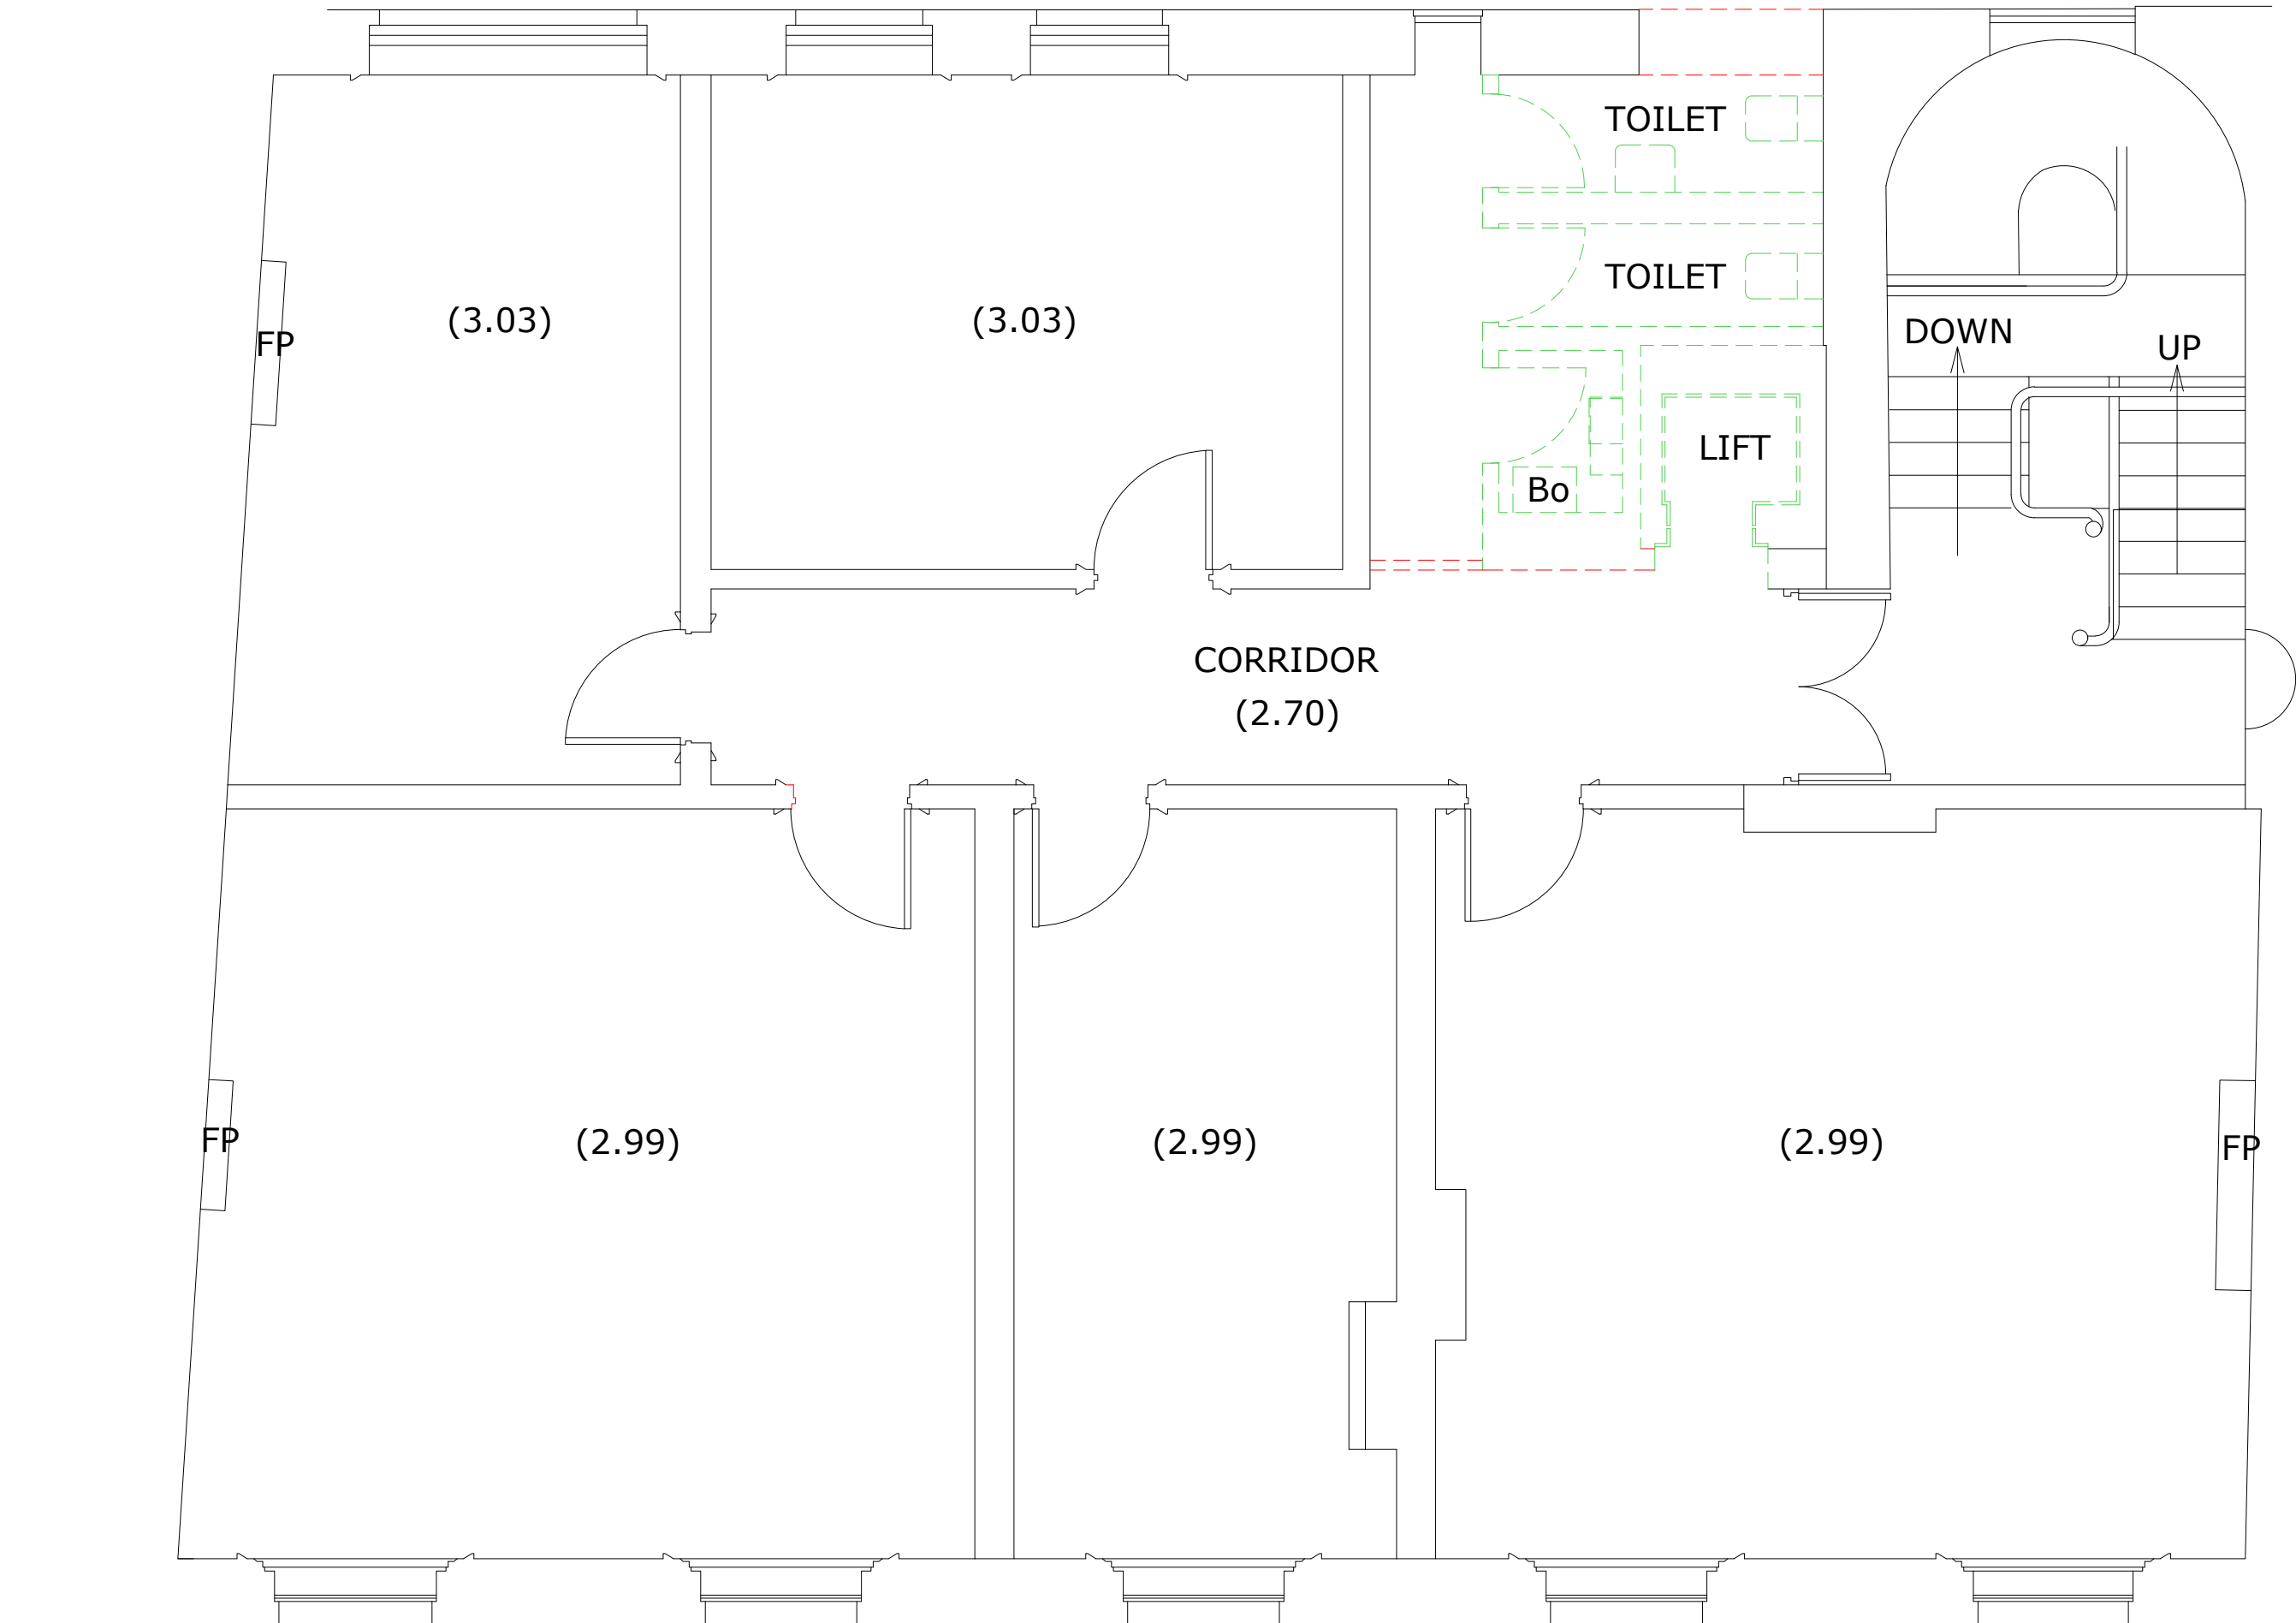 TOILET
TOILET
(3.03)
(3.03)
FP
DOWN
UP
LIFT
Bo
CORRIDOR
(2.70)
FP
(2.99)
(2.99)
(2.99)
FP